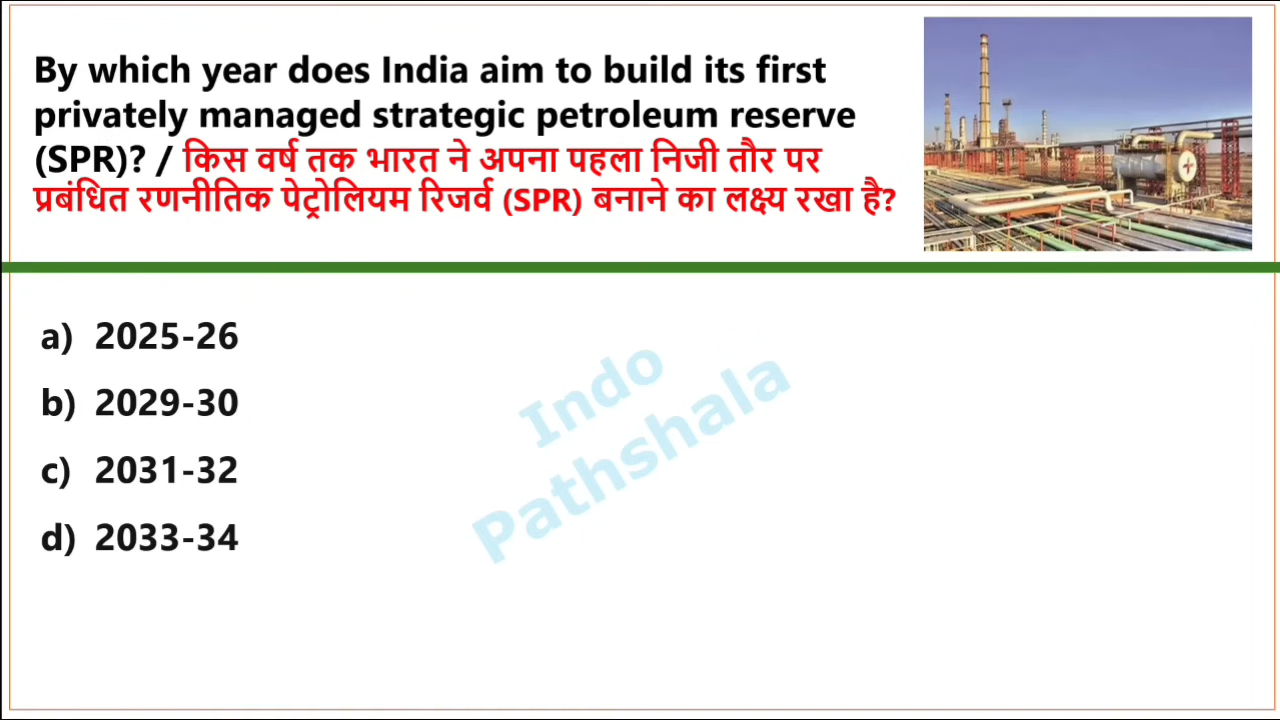 By which year does India aim to build its first
privately managed strategic petroleum reserve
(SPR)? / किस वर्ष तक भारत ने अपना पहला निजी तौर पर
प्रबंधित रणनीतिक पेट्रोलियम रिजर्व (SPR) बनाने का लक्ष्य रखा है?
a) 2025-26
b) 2029-30
c) 2031-32
d) 2033-34
Indo
Pathshala